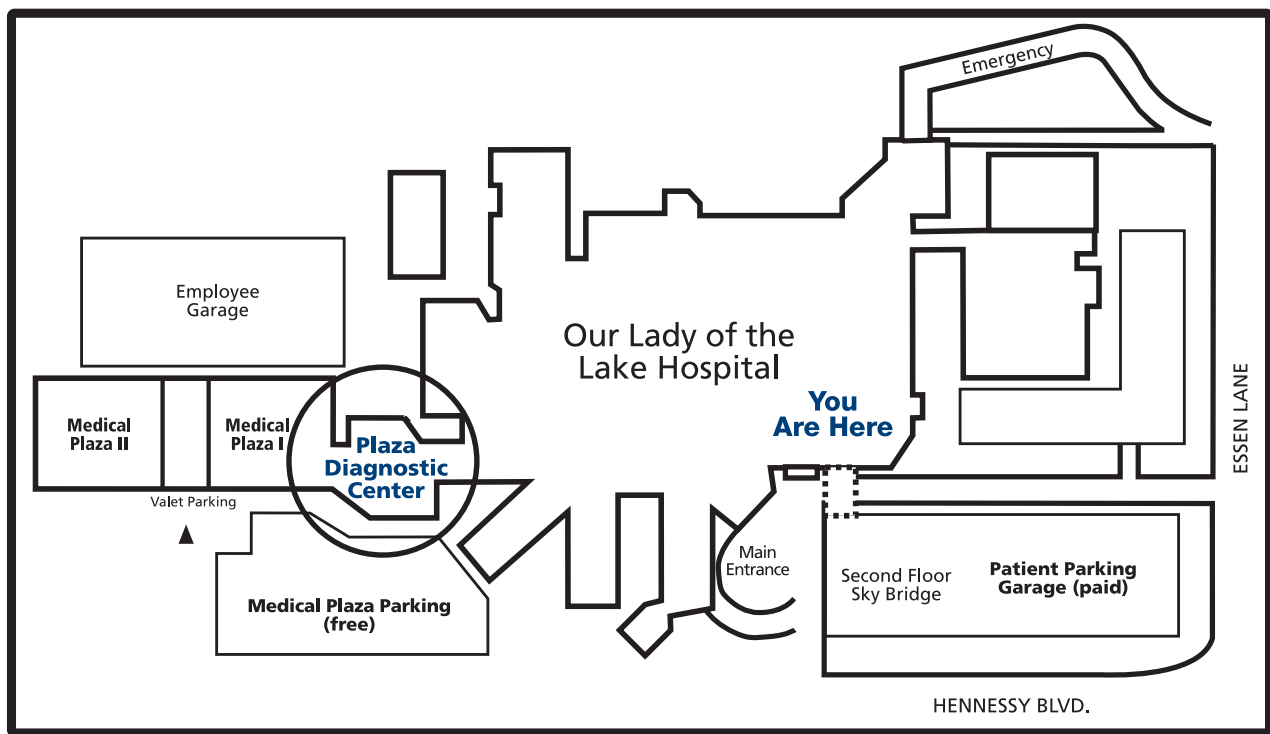 Emergency
Employee
Garage
Our Lady of the
Lake Hospital
You
Are Here
ESSEN LANE
Medical
Plaza II
Medical
Plaza I
Plaza
Diagnostic
Center
Valet Parking
Main
Entrance
Second Floor
Sky Bridge
Patient Parking
Garage (paid)
Medical Plaza Parking
(free)
HENNESSY BLVD.